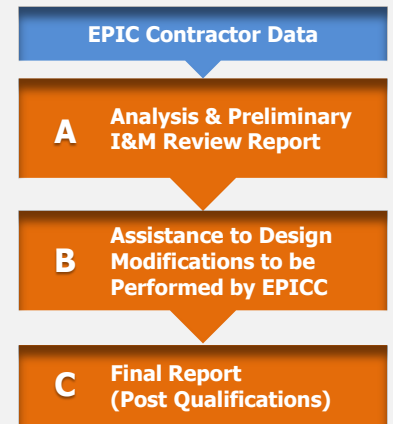 EPIC Contractor Data
A
Analysis & Preliminary
I&M Review Report
B
Assistance to Design
Modifications to be
Performed by EPICC
C
Final Report
(Post Qualifications)